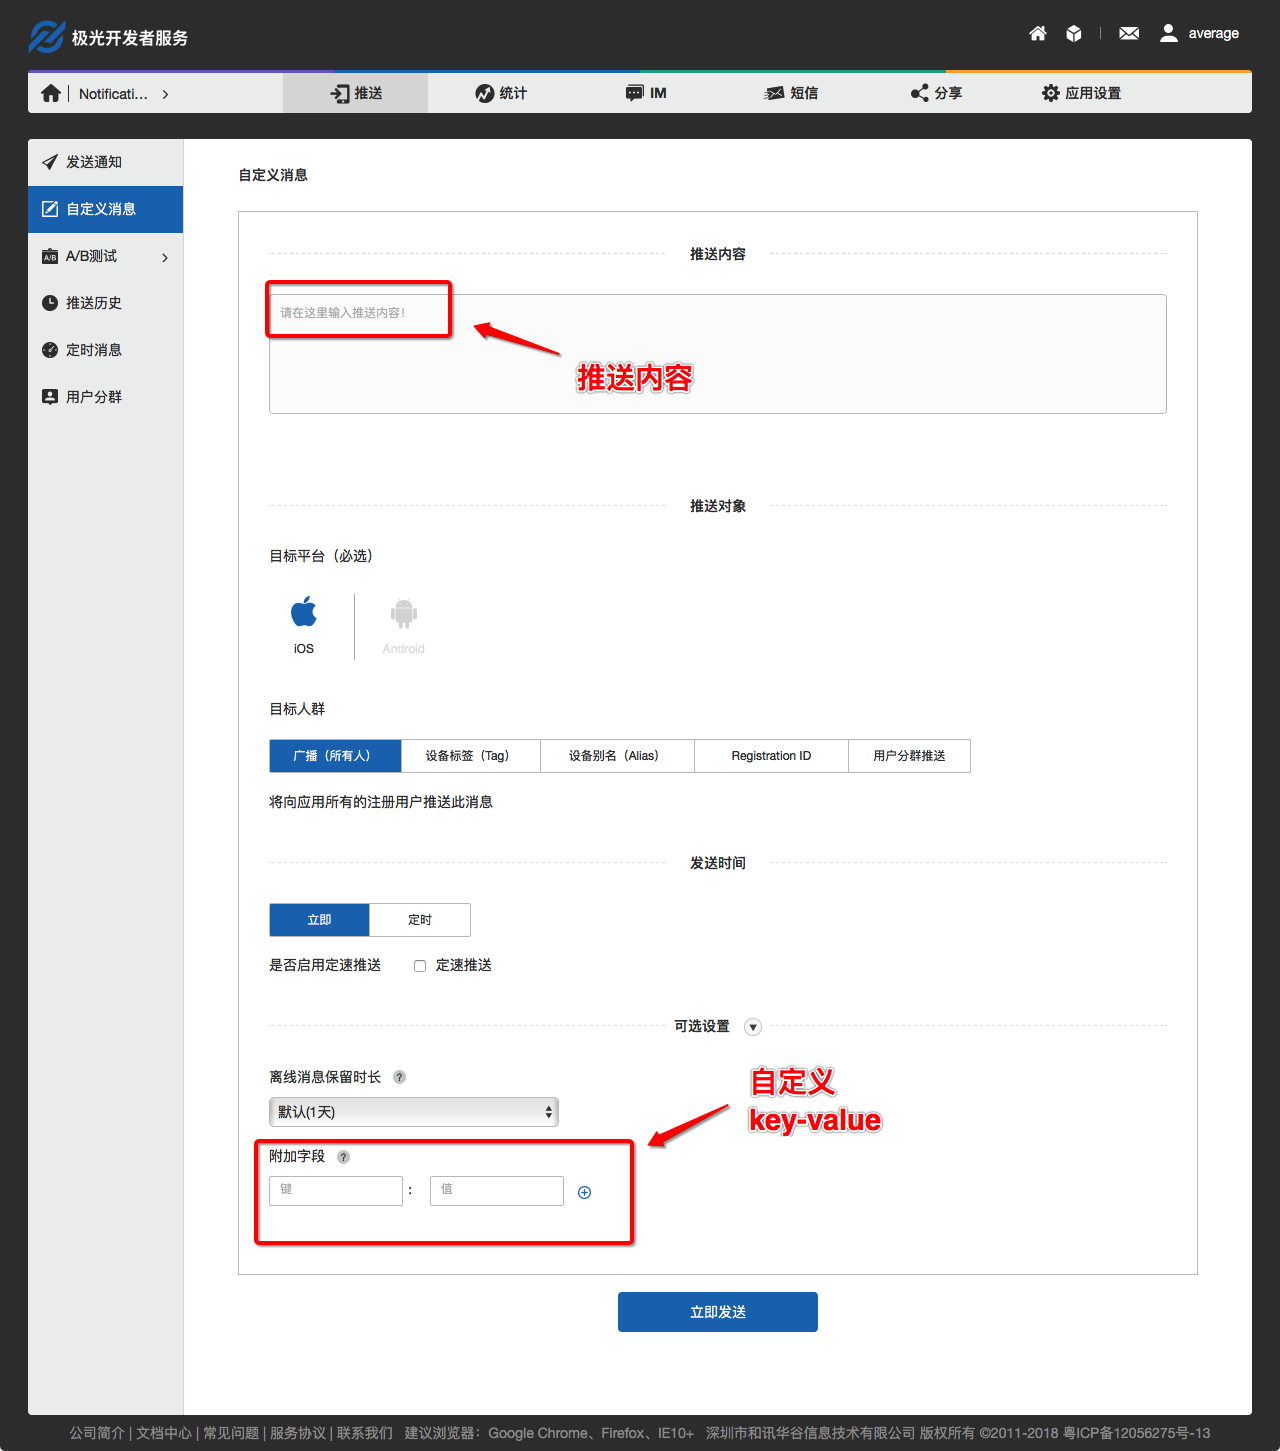 极光开发者服务
average
Notificati...
推送
统计
IM
短信
分享
应用设置
发送通知
自定义消息
A/B测试
推送历史
定时消息
用户分群
自定义消息
推送内容
请在这里输入推送内容！
推送内容
推送对象
目标平台（必选）
iOS
Android
目标人群
广播（所有人）
设备标签（Tag）
设备别名（Alias）
Registration ID
用户分群推送
将向应用所有的注册用户推送此消息
发送时间
立即
定时
是否启用定速推送
定速推送
可选设置
离线消息保留时长 ?
默认(1天)
自定义
key-value
附加字段 ?
键 : 值
立即发送
公司简介 | 文档中心 | 常见问题 | 服务协议 | 联系我们 建议浏览器：Google Chrome、Firefox、IE10+ 深圳市和讯华谷信息技术有限公司 版权所有 ©2011-2018 粤ICP备12056275号-13